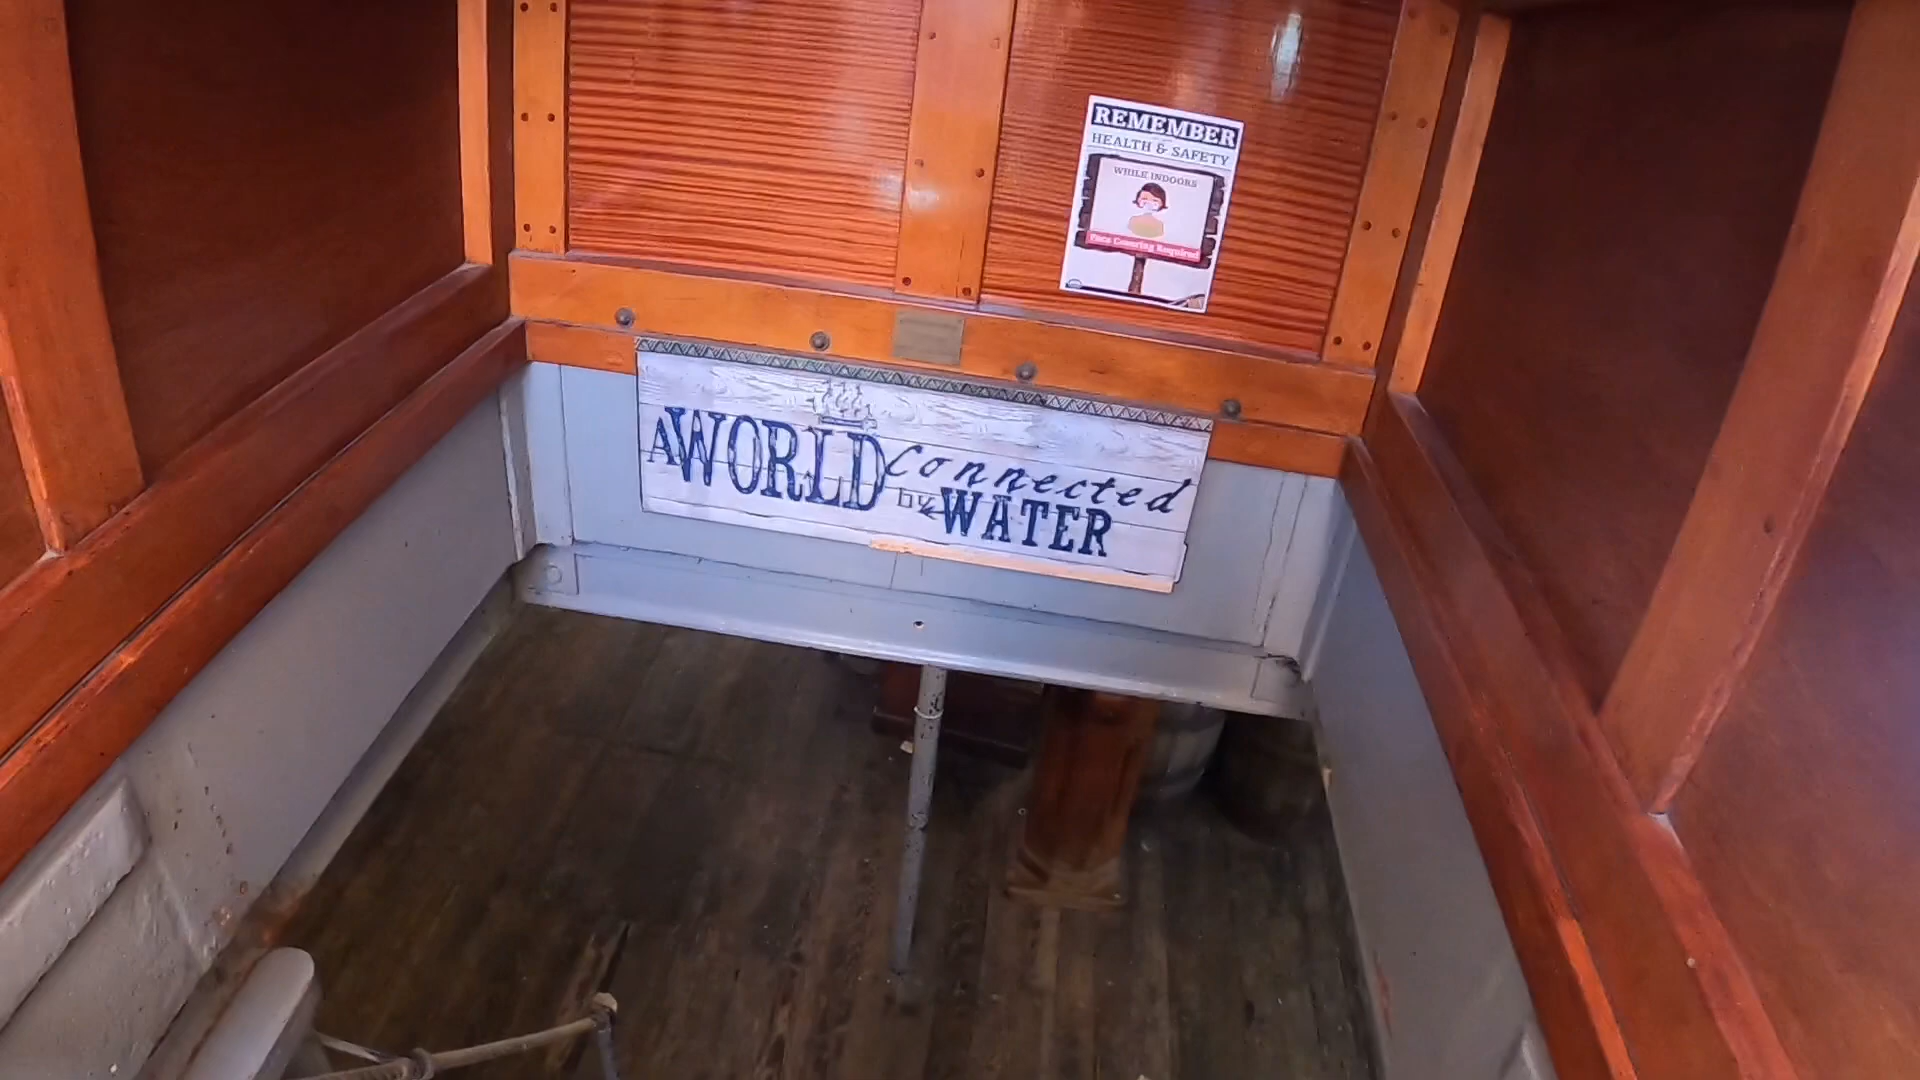 REMEMBER
HEALTH & SAFETY
WHILE INDOORS
Face Covering Required
A WORLD Connected
by WATER